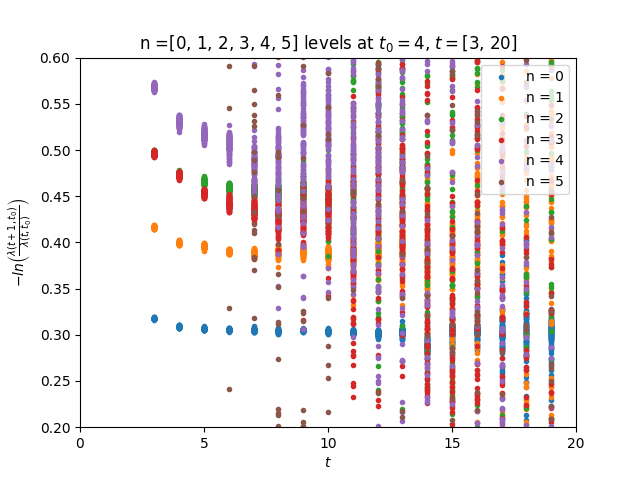 n =[0, 1, 2, 3, 4, 5] levels at t₀ = 4, t = [3, 20]
−ln(λ(t+1,t₀)/λ(t,t₀))
0.60
0.55
0.50
0.45
0.40
0.35
0.30
0.25
0.20
n = 0
n = 1
n = 2
n = 3
n = 4
n = 5
0 5 10 15 20
t